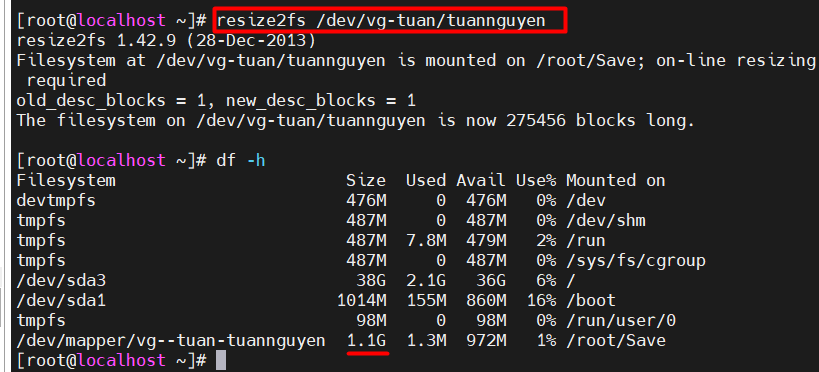 [root@localhost ~]# resize2fs /dev/vg-tuan/tuannguyen
resize2fs 1.42.9 (28-Dec-2013)
Filesystem at /dev/vg-tuan/tuannguyen is mounted on /root/Save; on-line resizing
 required
old_desc_blocks = 1, new_desc_blocks = 1
The filesystem on /dev/vg-tuan/tuannguyen is now 275456 blocks long.
[root@localhost ~]# df -h
Filesystem                       Size  Used Avail Use% Mounted on
devtmpfs                         476M     0  476M   0% /dev
tmpfs                            487M     0  487M   0% /dev/shm
tmpfs                            487M  7.8M  479M   2% /run
tmpfs                            487M     0  487M   0% /sys/fs/cgroup
/dev/sda3                         38G  2.1G   36G   6% /
/dev/sda1                       1014M  155M  860M  16% /boot
tmpfs                             98M     0   98M   0% /run/user/0
/dev/mapper/vg--tuan-tuannguyen  1.1G  1.3M  972M   1% /root/Save
[root@localhost ~]#